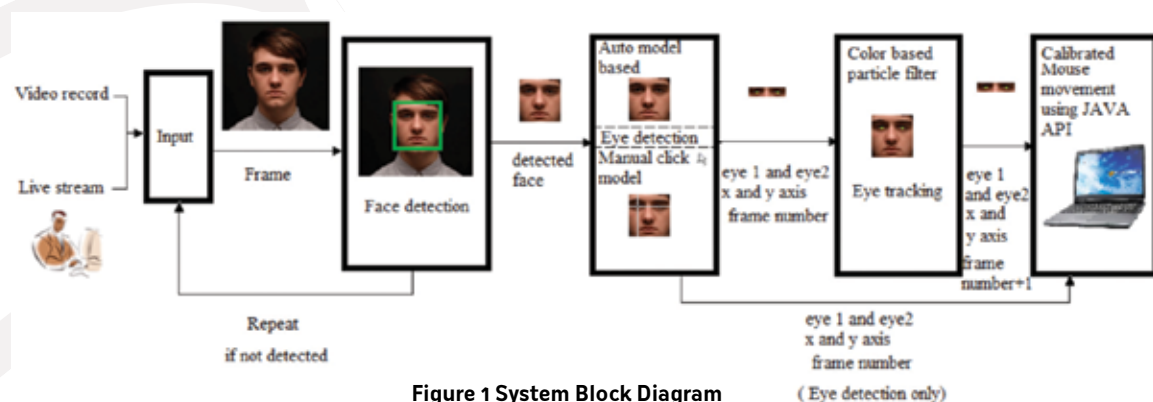 Video record
Live stream
Input
Frame
Face detection
Repeat
if not detected
detected
face
Auto model
based
Eye detection
Manual click
model
eye 1 and eye2
x and y axis
frame number
Color based
particle filter
Eye tracking
eye 1
and eye2
x and
y axis
frame
number+1
Calibrated
Mouse
movement
using JAVA
API
eye 1 and eye2
x and y axis
frame number
( Eye detection only)
Figure 1 System Block Diagram